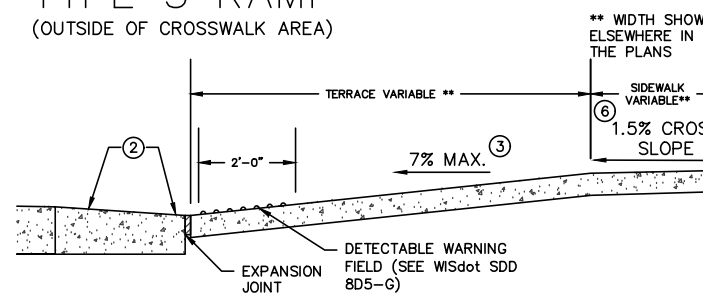 (OUTSIDE OF CROSSWALK AREA)
** WIDTH SHOW
ELSEWHERE IN
THE PLANS
TERRACE VARIABLE **
SIDEWALK
VARIABLE**
6
1.5% CROS
SLOPE
2
2'-0"
7% MAX.
3
EXPANSION
JOINT
DETECTABLE WARNING
FIELD (SEE WISdot SDD
8D5-G)